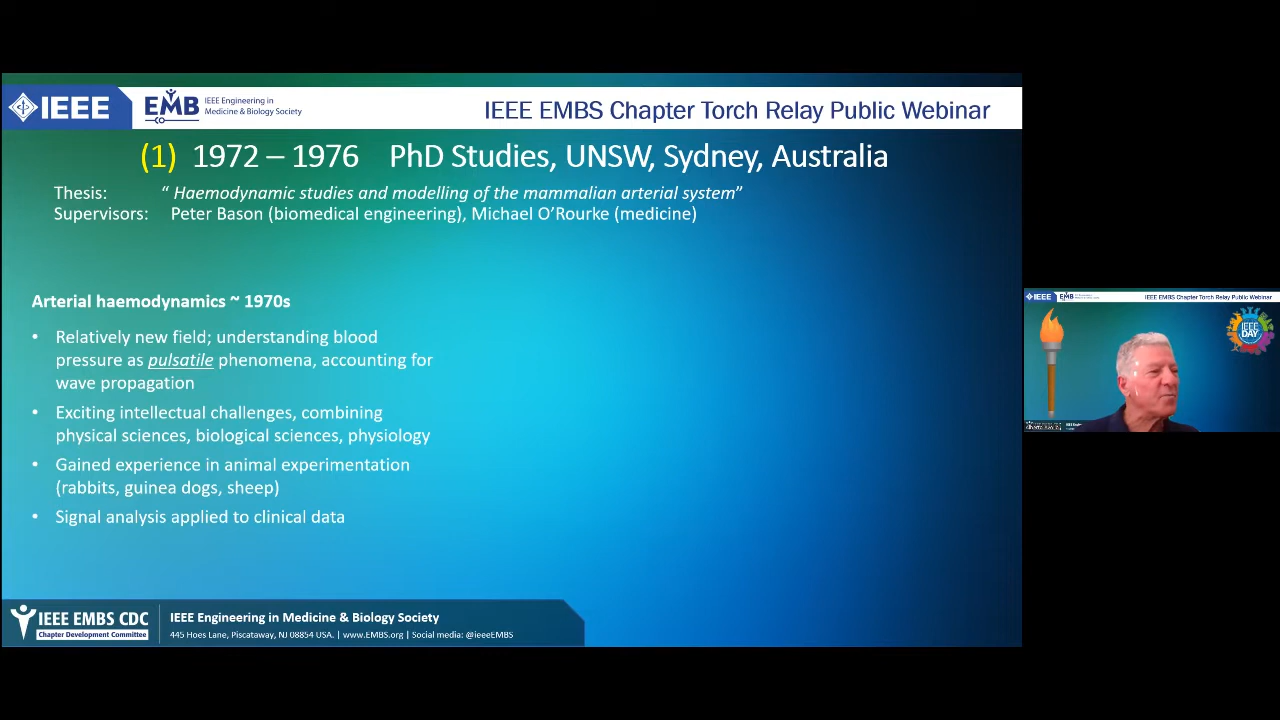 IEEE
EMB
IEEE Engineering in
Medicine & Biology Society
IEEE EMBS Chapter Torch Relay Public Webinar
(1) 1972 – 1976 PhD Studies, UNSW, Sydney, Australia
Thesis: “ Haemodynamic studies and modelling of the mammalian arterial system”
Supervisors: Peter Bason (biomedical engineering), Michael O’Rourke (medicine)
Arterial haemodynamics ~ 1970s
• Relatively new field; understanding blood
pressure as pulsatile phenomena, accounting for
wave propagation
• Exciting intellectual challenges, combining
physical sciences, biological sciences, physiology
• Gained experience in animal experimentation
(rabbits, guinea dogs, sheep)
• Signal analysis applied to clinical data
IEEE EMBS CDC
Chapter Development Committee
IEEE Engineering in Medicine & Biology Society
445 Hoes Lane, Piscataway, NJ 08854 USA. | www.EMBS.org | Social media: @ieeeEMBS
IEEE
EMB
IEEE EMBS Chapter Torch Relay Public Webinar
IEEE
DAY